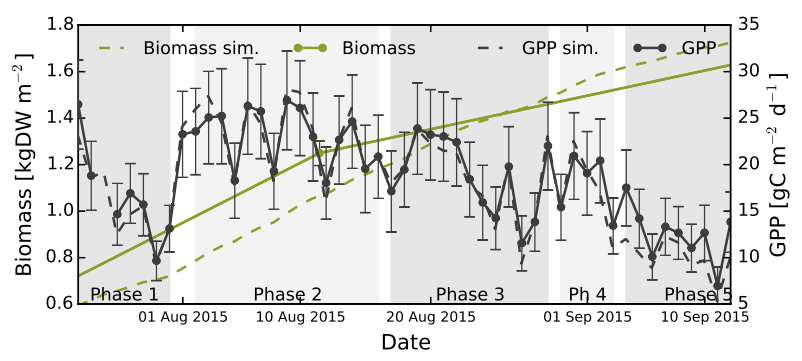 Biomass sim. Biomass GPP sim. GPP
1.8
1.6
1.4
1.2
1.0
0.8
0.6
Biomass [kgDW m⁻²]
35
30
25
20
15
10
5
GPP [gC m⁻² d⁻¹]
Phase 1 Phase 2 Phase 3 Ph 4 Phase 5
01 Aug 2015 10 Aug 2015 20 Aug 2015 01 Sep 2015 10 Sep 2015
Date